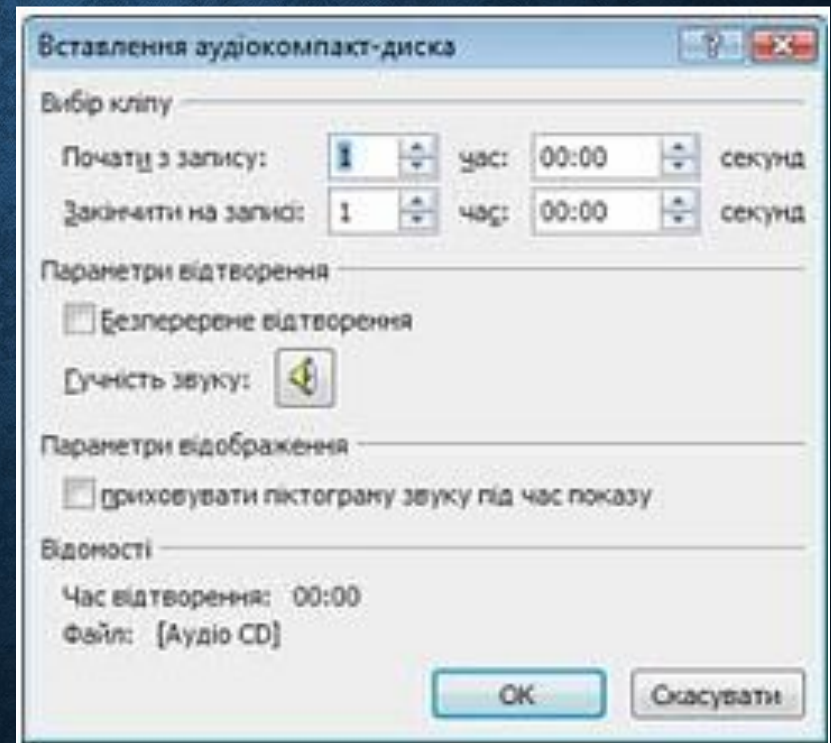 Вставлення аудіокомпакт-диска
Вибір кліпу
Почати з запису: 1 час: 00:00 секунд
Закінчити на записі: 1 час: 00:00 секунд
Параметри відтворення
Безперервне відтворення
Гучність звуку:
Параметри відображення
приховувати піктограму звуку під час показу
Відомості
Час відтворення: 00:00
Файл: [Аудіо CD]
OK Скасувати